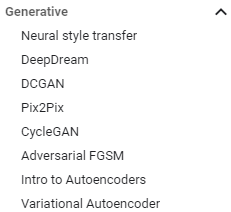 Generative
Neural style transfer
DeepDream
DCGAN
Pix2Pix
CycleGAN
Adversarial FGSM
Intro to Autoencoders
Variational Autoencoder